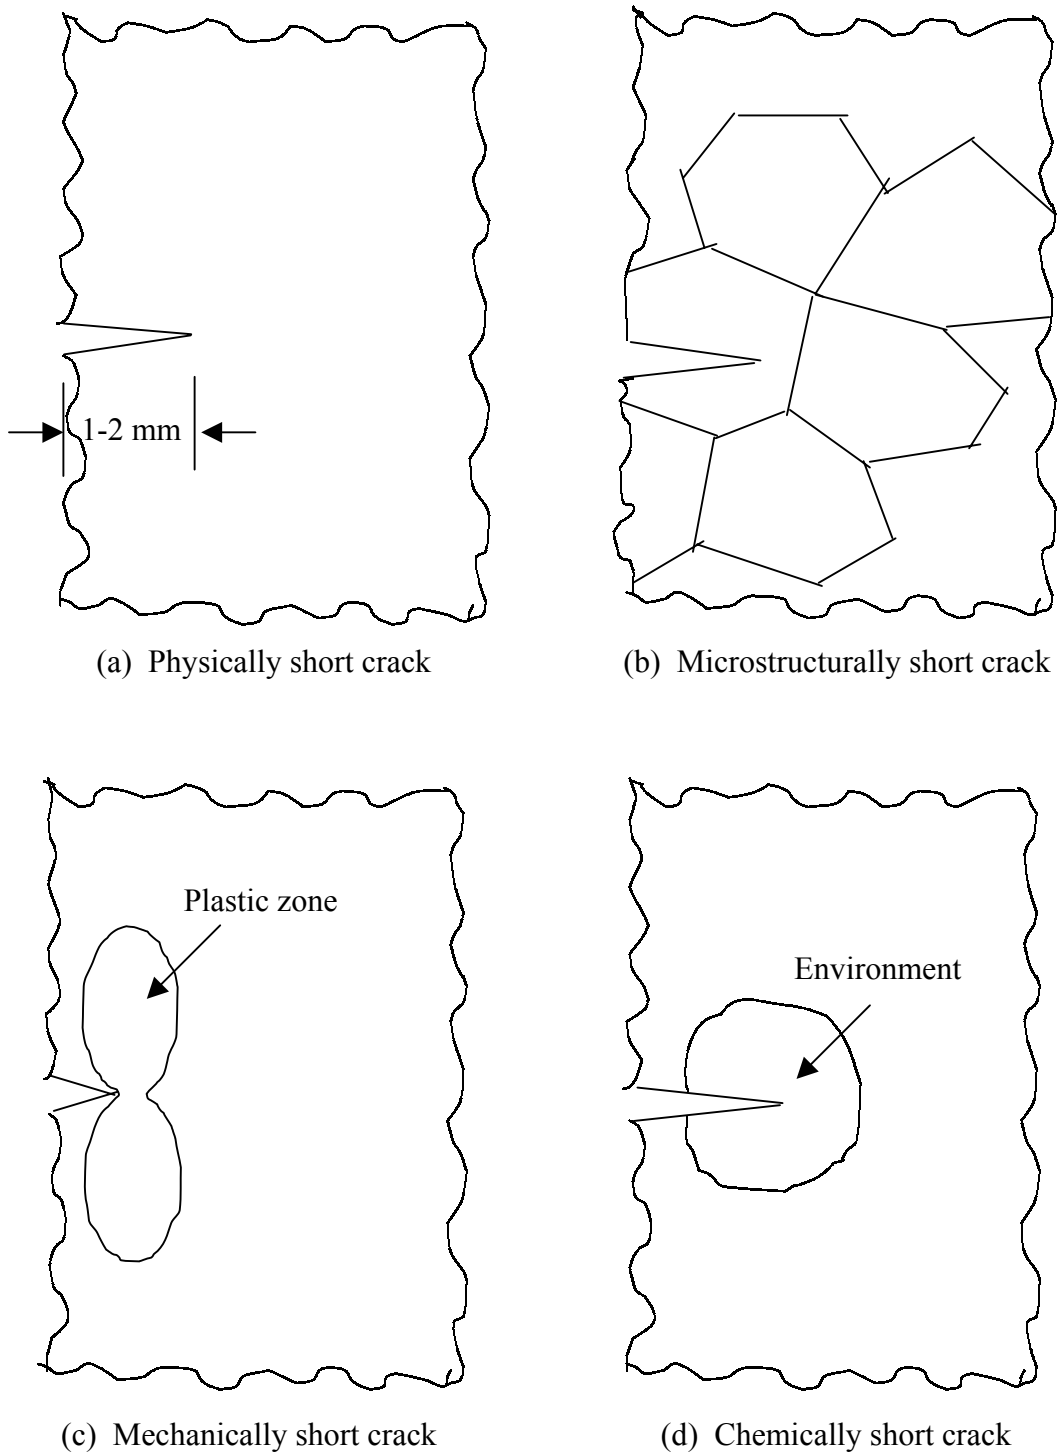 1-2 mm
(a) Physically short crack
(b) Microstructurally short crack
Plastic zone
Environment
(c) Mechanically short crack
(d) Chemically short crack